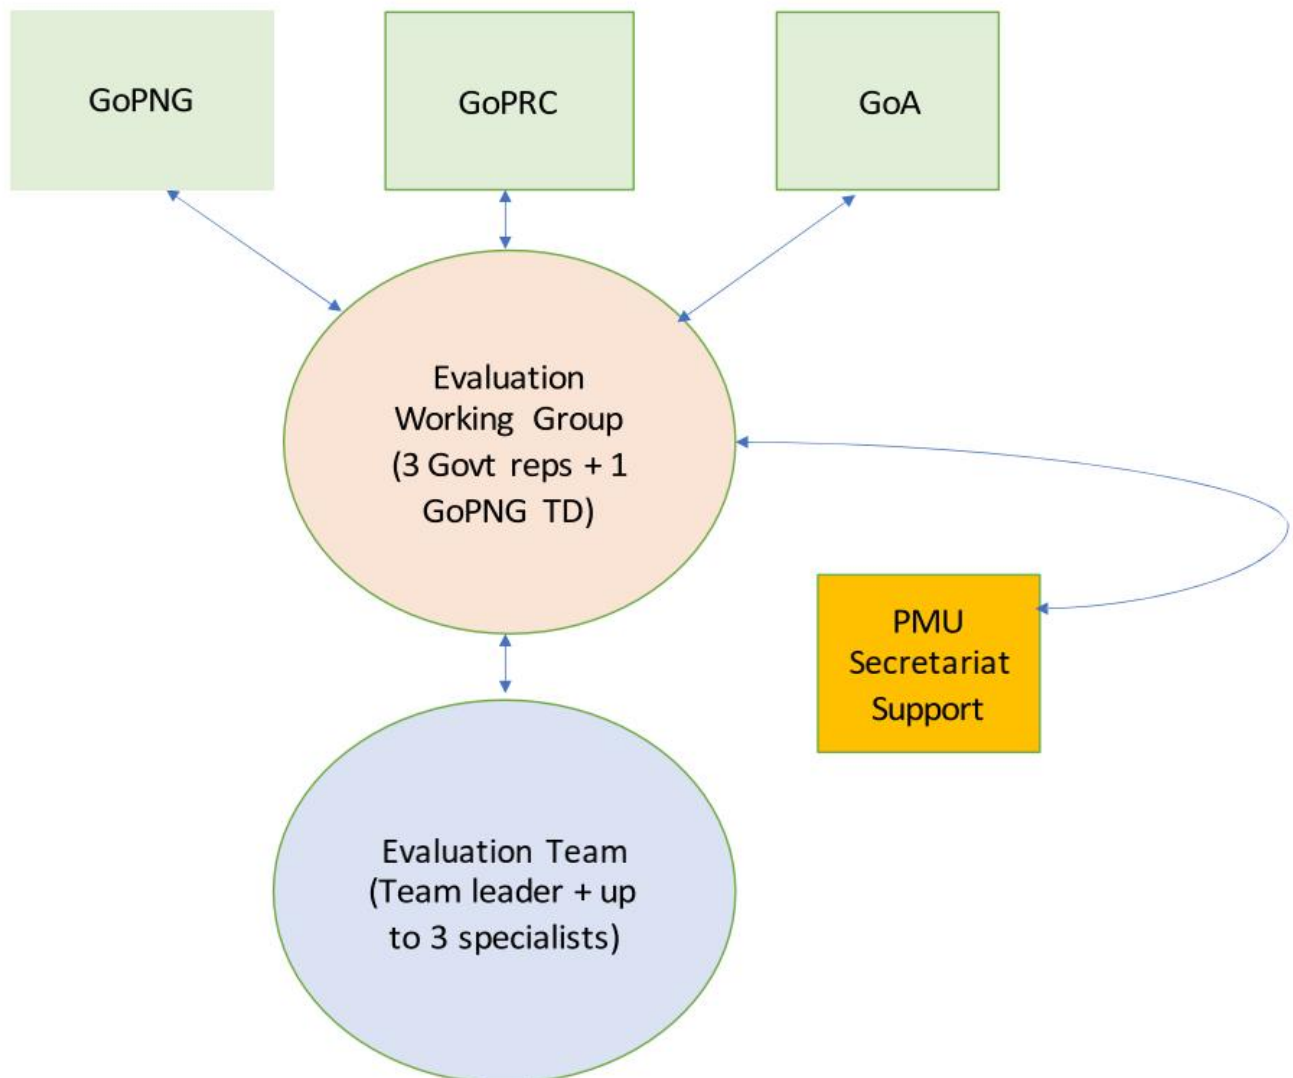 GoPNG
GoPRC
GoA
Evaluation
Working Group
(3 Govt reps + 1
GoPNG TD)
PMU
Secretariat
Support
Evaluation Team
(Team leader + up
to 3 specialists)